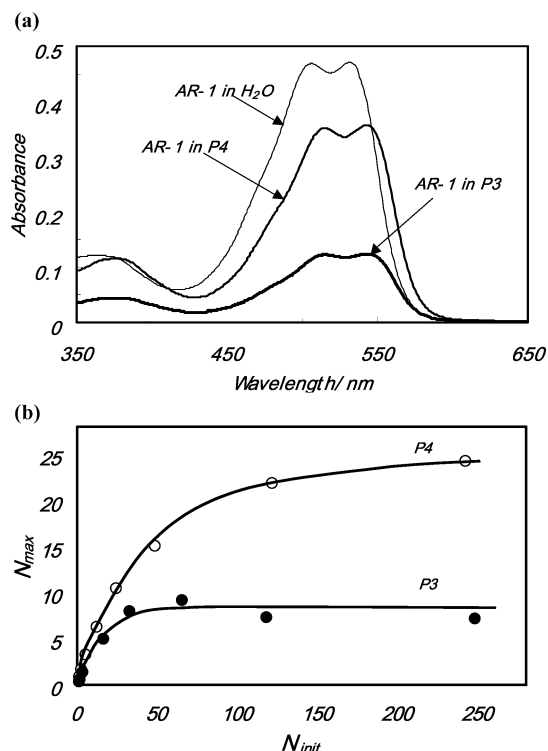 (a)
0.5
0.4
0.3
0.2
0.1
0
Absorbance
AR-1 in H2O
AR-1 in P4
AR-1 in P3
350
450
550
650
Wavelength/ nm
(b)
25
20
15
10
5
0
Nmax
P4
P3
0
50
100
150
200
250
Ninit